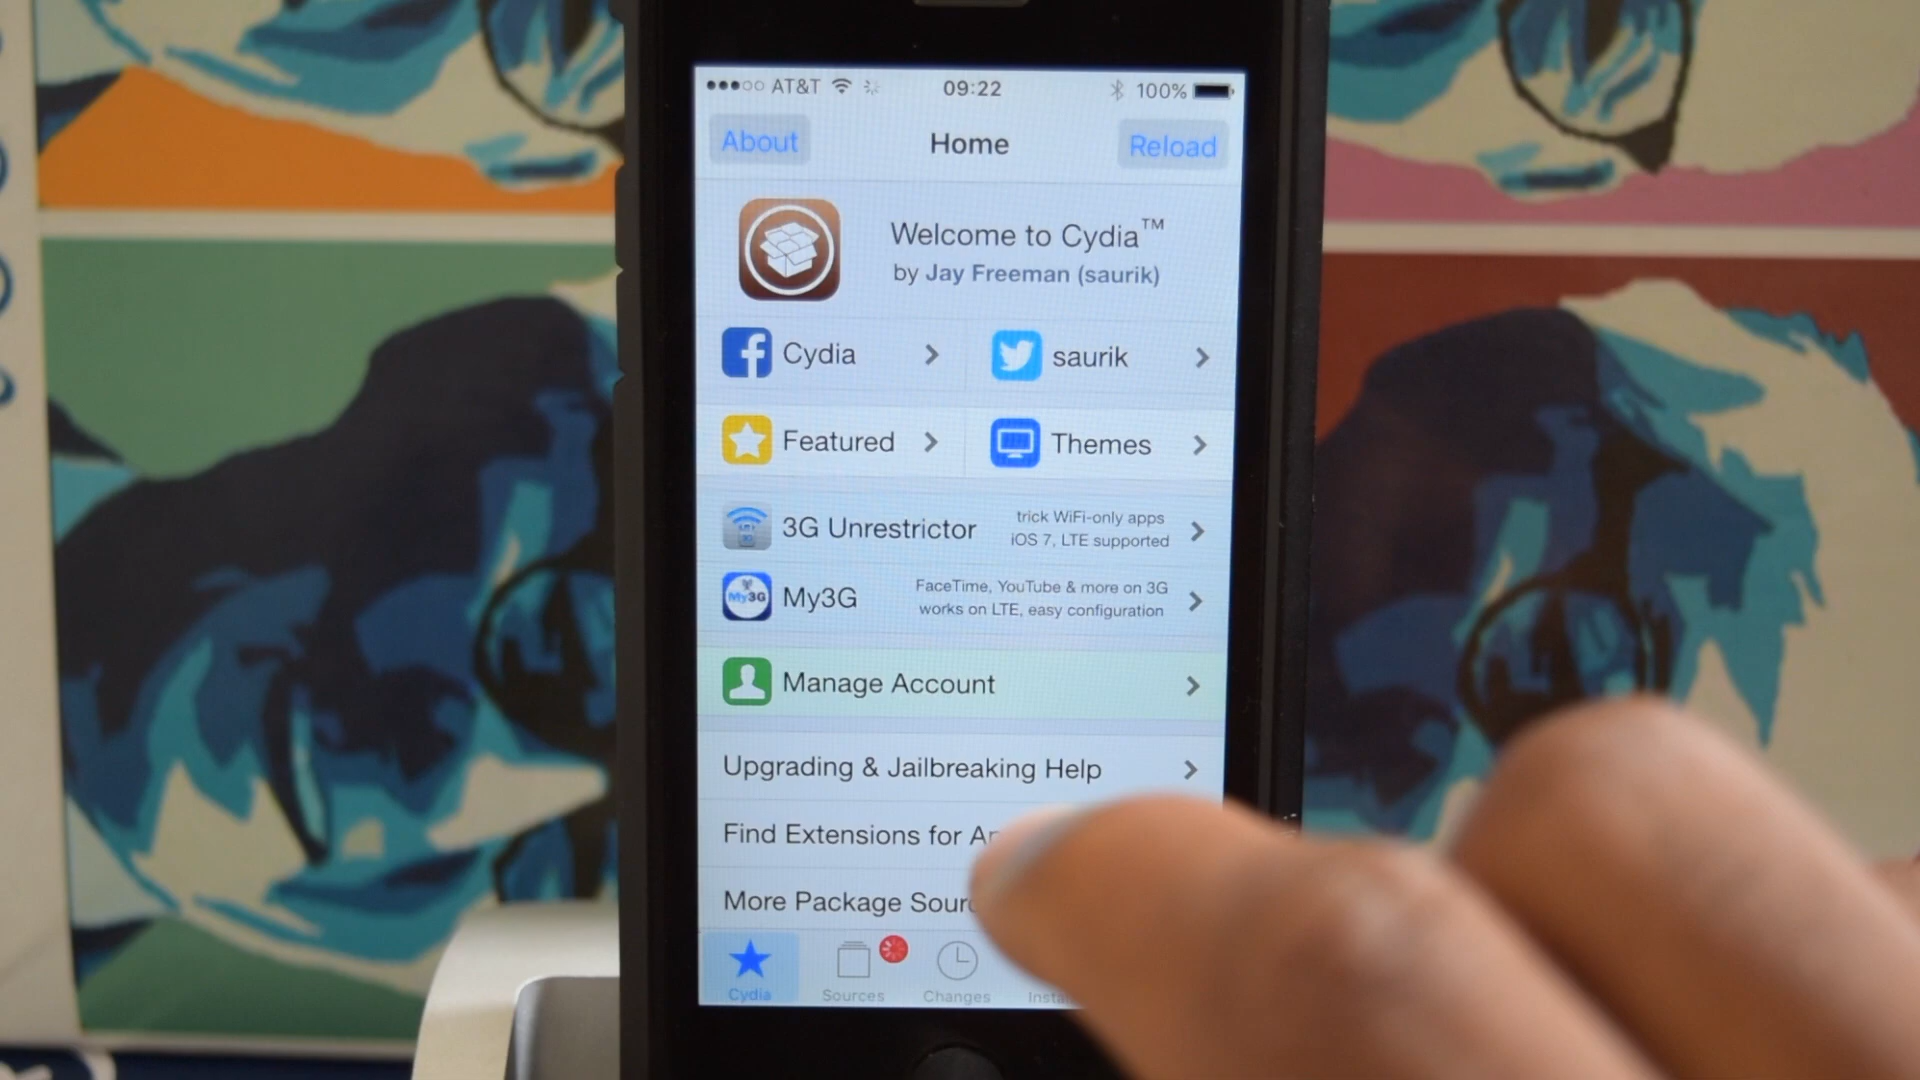 AT&T 09:22 100%
About Home Reload
Welcome to Cydia™
by Jay Freeman (saurik)
Cydia saurik
Featured Themes
3G Unrestrictor trick WiFi-only apps
iOS 7, LTE supported
My3G My3G FaceTime, YouTube & more on 3G
works on LTE, easy configuration
Manage Account
Upgrading & Jailbreaking Help
Find Extensions for
More Package
Cydia Sources Changes